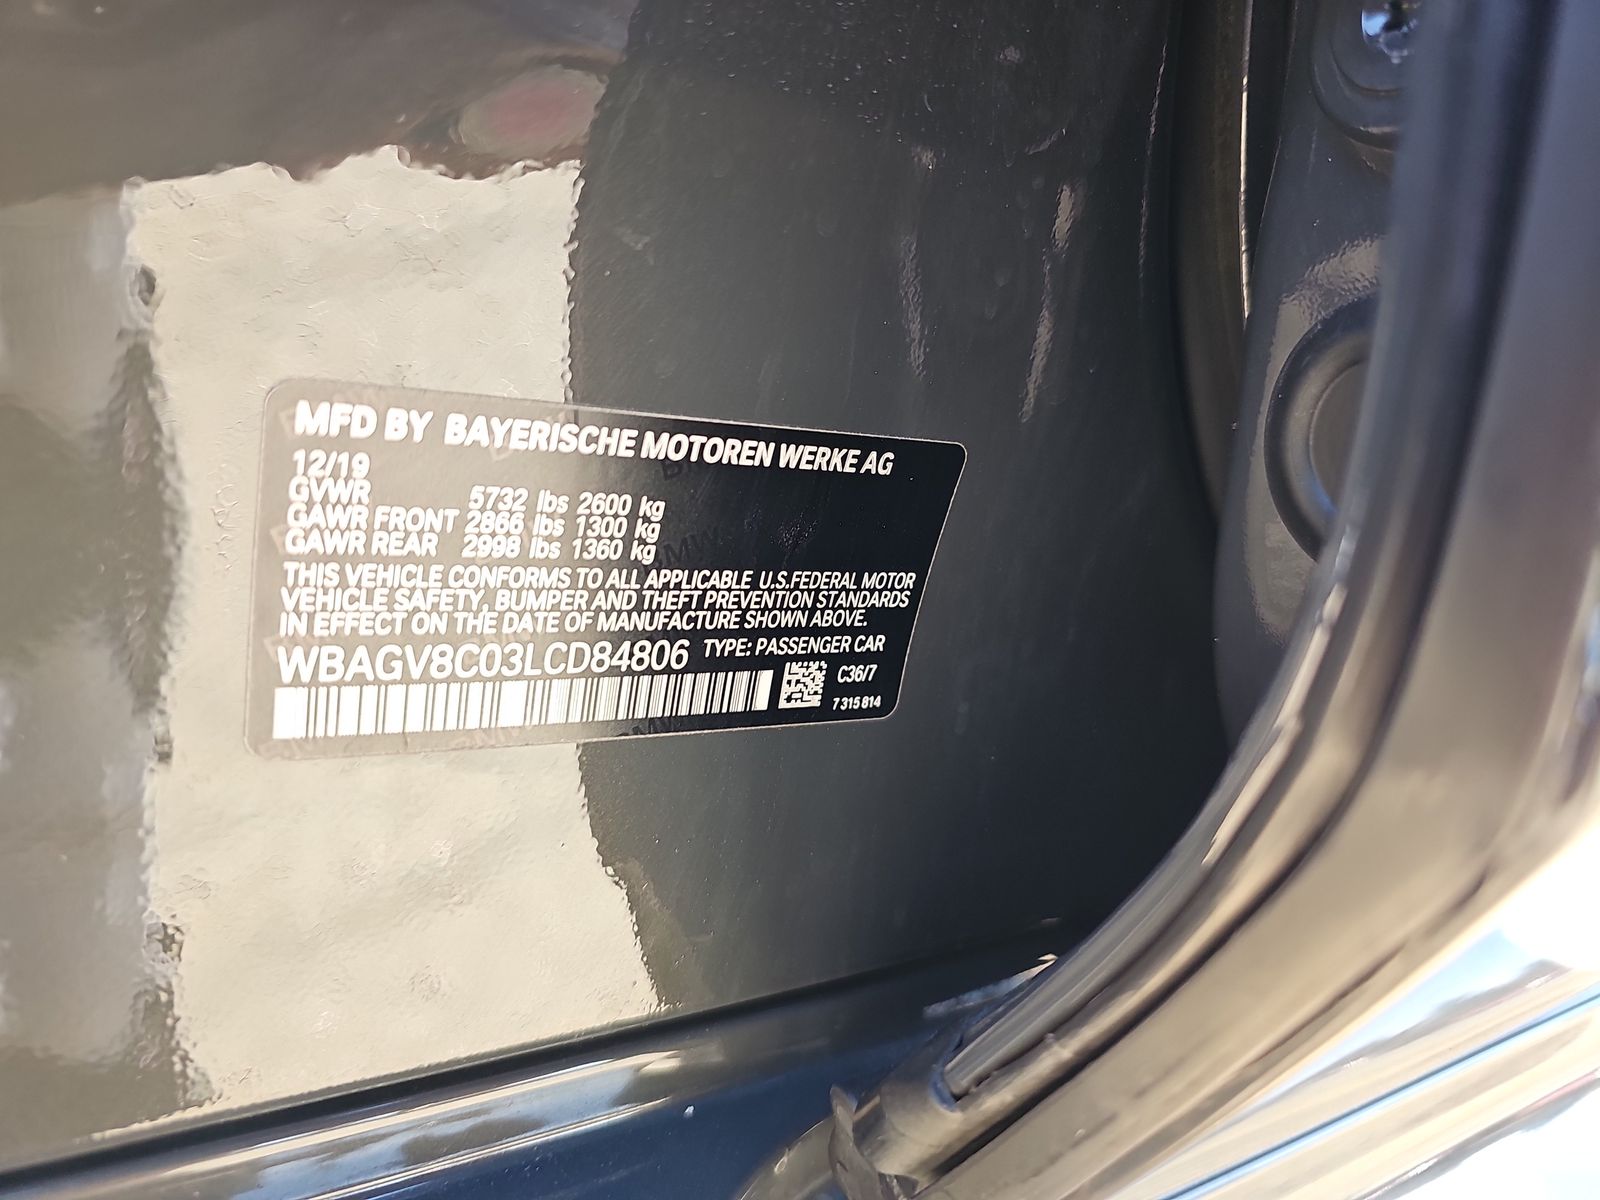 MFD BY BAYERISCHE MOTOREN WERKE AG
12/19
GVWR 5732 lbs 2600 kg
GAWR FRONT 2866 lbs 1300 kg
GAWR REAR 2998 lbs 1360 kg
THIS VEHICLE CONFORMS TO ALL APPLICABLE U.S.FEDERAL MOTOR
VEHICLE SAFETY, BUMPER AND THEFT PREVENTION STANDARDS
IN EFFECT ON THE DATE OF MANUFACTURE SHOWN ABOVE.
WBAGV8C03LCD84806 TYPE: PASSENGER CAR
C36/7
7 315 814